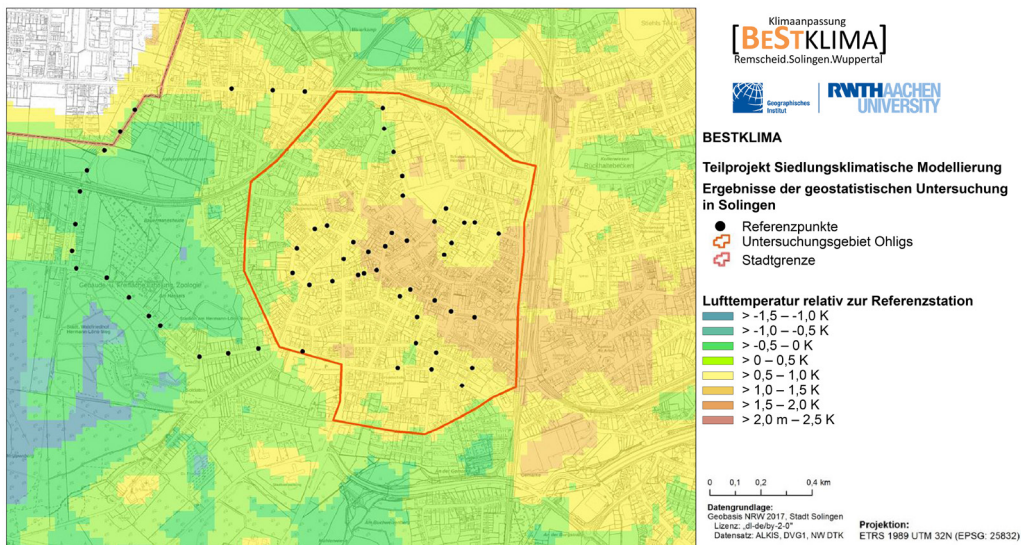 Klimaanpassung
[BESTKLIMA]
Remscheid.Solingen.Wuppertal
Geographisches
Institut
RWTHAACHEN
UNIVERSITY
BESTKLIMA
Teilprojekt Siedlungsklimatische Modellierung
Ergebnisse der geostatistischen Untersuchung
in Solingen
Referenzpunkte
Untersuchungsgebiet Ohligs
Stadtgrenze
Lufttemperatur relativ zur Referenzstation
> -1,5 – -1,0 K
> -1,0 – -0,5 K
> -0,5 – 0 K
> 0 – 0,5 K
> 0,5 – 1,0 K
> 1,0 – 1,5 K
> 1,5 – 2,0 K
> 2,0 m – 2,5 K
0 0,1 0,2 0,4 km
Datengrundlage:
Geobasis NRW 2017, Stadt Solingen
Lizenz: „dl-de/by-2-0"
Datensatz: ALKIS, DVG1, NW DTK
Projektion:
ETRS 1989 UTM 32N (EPSG: 25832)